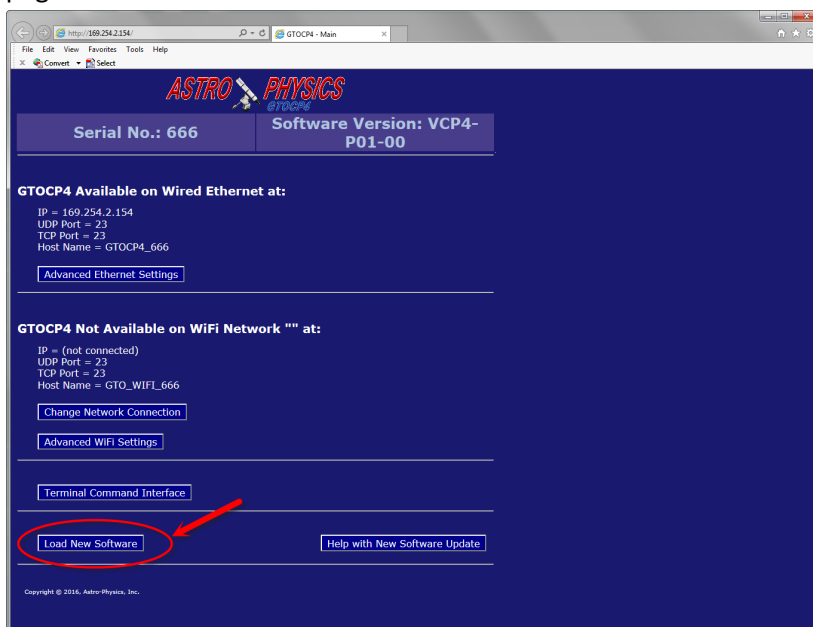 http://169.254.2.154/
GTOCP4 - Main
File Edit View Favorites Tools Help
x Convert Select
ASTRO PHYSICS
GTOCP4
Serial No.: 666
Software Version: VCP4-
P01-00
GTOCP4 Available on Wired Ethernet at:
IP = 169.254.2.154
UDP Port = 23
TCP Port = 23
Host Name = GTOCP4_666
Advanced Ethernet Settings
GTOCP4 Not Available on WiFi Network "" at:
IP = (not connected)
UDP Port = 23
TCP Port = 23
Host Name = GTO_WIFI_666
Change Network Connection
Advanced WiFi Settings
Terminal Command Interface
Load New Software
Help with New Software Update
Copyright © 2016, Astro-Physics, Inc.